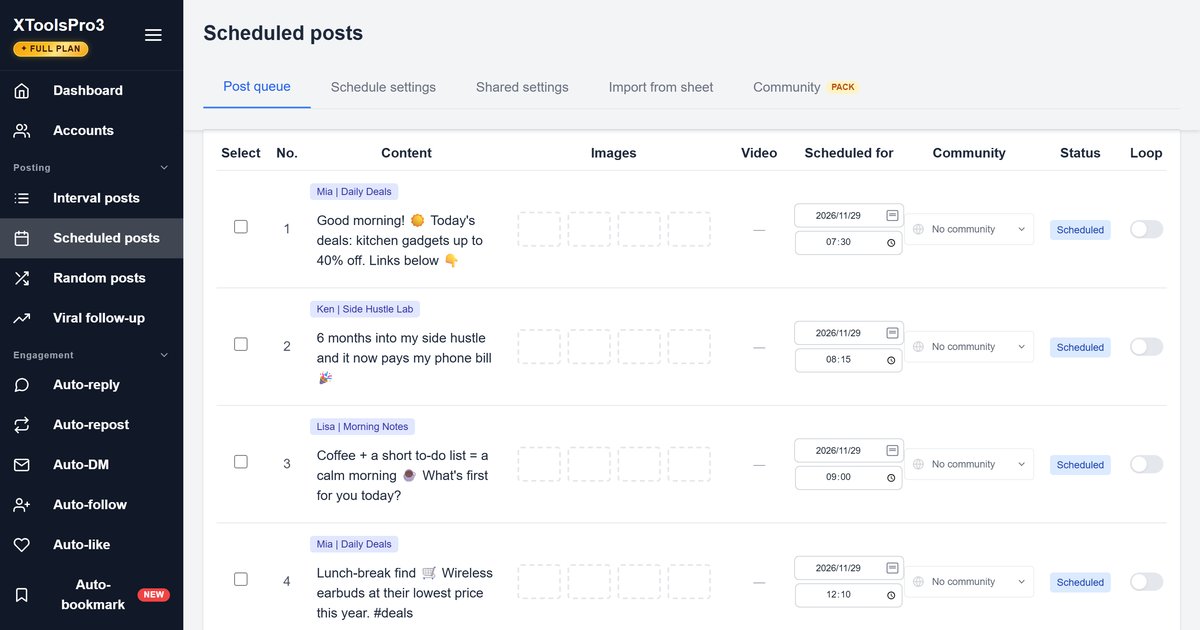 XToolsPro3
✦ FULL PLAN
Dashboard
Accounts
Posting
Interval posts
Scheduled posts
Random posts
Viral follow-up
Engagement
Auto-reply
Auto-repost
Auto-DM
Auto-follow
Auto-like
Auto-
bookmark
NEW
Scheduled posts
Post queue
Schedule settings
Shared settings
Import from sheet
Community PACK
Select No. Content Images Video Scheduled for Community Status Loop
Mia | Daily Deals
1
Good morning! 🌞 Today's
deals: kitchen gadgets up to
40% off. Links below 👇
—
2026/11/29
07:30
No community
Scheduled
Ken | Side Hustle Lab
2
6 months into my side hustle
and it now pays my phone bill
🎉
—
2026/11/29
08:15
No community
Scheduled
Lisa | Morning Notes
3
Coffee + a short to-do list = a
calm morning ☕ What's first
for you today?
—
2026/11/29
09:00
No community
Scheduled
Mia | Daily Deals
4
Lunch-break find 🛒 Wireless
earbuds at their lowest price
this year. #deals
—
2026/11/29
12:10
No community
Scheduled